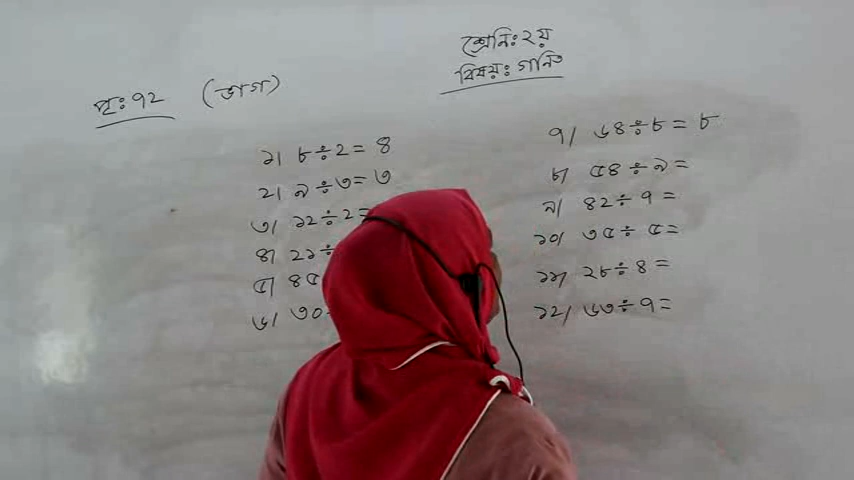 শ্রেনি: ২য়
বিষয়: গনিত
পৃ: ৭২ (ভাগ)
১। ৮÷২= ৪
২। ৯÷৩= ৩
৩। ১২÷২=
৪। ২১÷
৫। ৪৫
৬। ৩০
৭। ৬৪÷৮= ৮
৮। ৫৪÷৯=
৯। ৪২÷৭=
১০। ৩৫÷৫=
১১। ২৮÷৪=
১২। ৬৩÷৭=